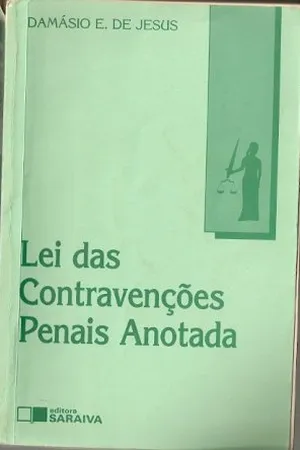 DAMÁSIO E. DE JESUS
Lei das
Contravenções
Penais Anotada
editora
SARAIVA